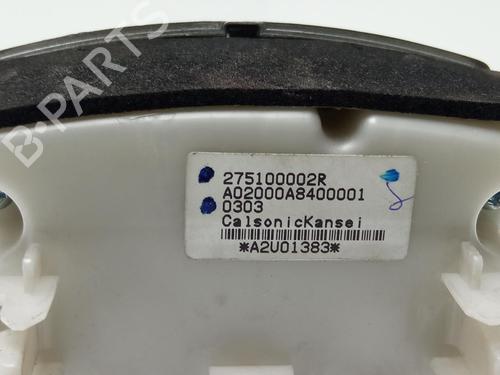 B-PARTS
275100002R
A02000A8400001
0303
CalsonicKansei
*A2U01383*